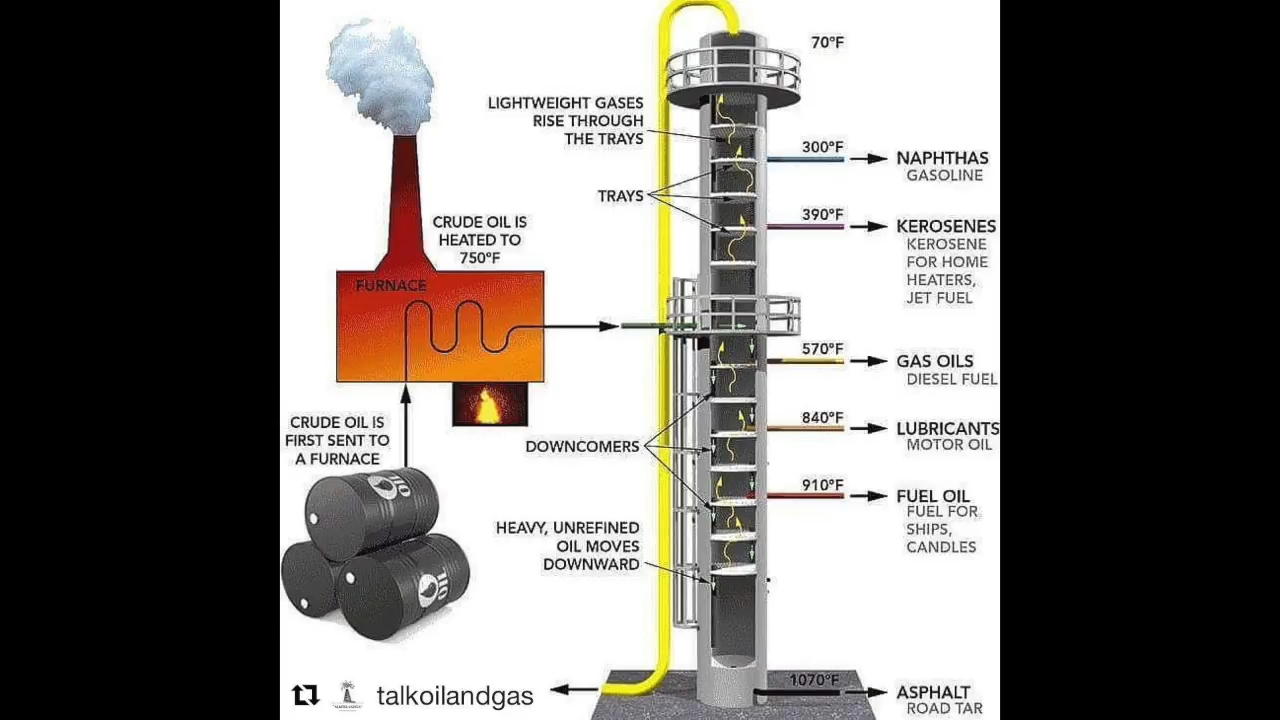 70°F
LIGHTWEIGHT GASES
RISE THROUGH
THE TRAYS
300°F
NAPHTHAS
GASOLINE
TRAYS
390°F
KEROSENES
KEROSENE
FOR HOME
HEATERS,
JET FUEL
CRUDE OIL IS
HEATED TO
750°F
FURNACE
570°F
GAS OILS
DIESEL FUEL
840°F
LUBRICANTS
MOTOR OIL
CRUDE OIL IS
FIRST SENT TO
A FURNACE
DOWNCOMERS
910°F
FUEL OIL
FUEL FOR
SHIPS,
CANDLES
OIL
OIL
HEAVY, UNREFINED
OIL MOVES
DOWNWARD
1070°F
ASPHALT
ROAD TAR
talkoilandgas